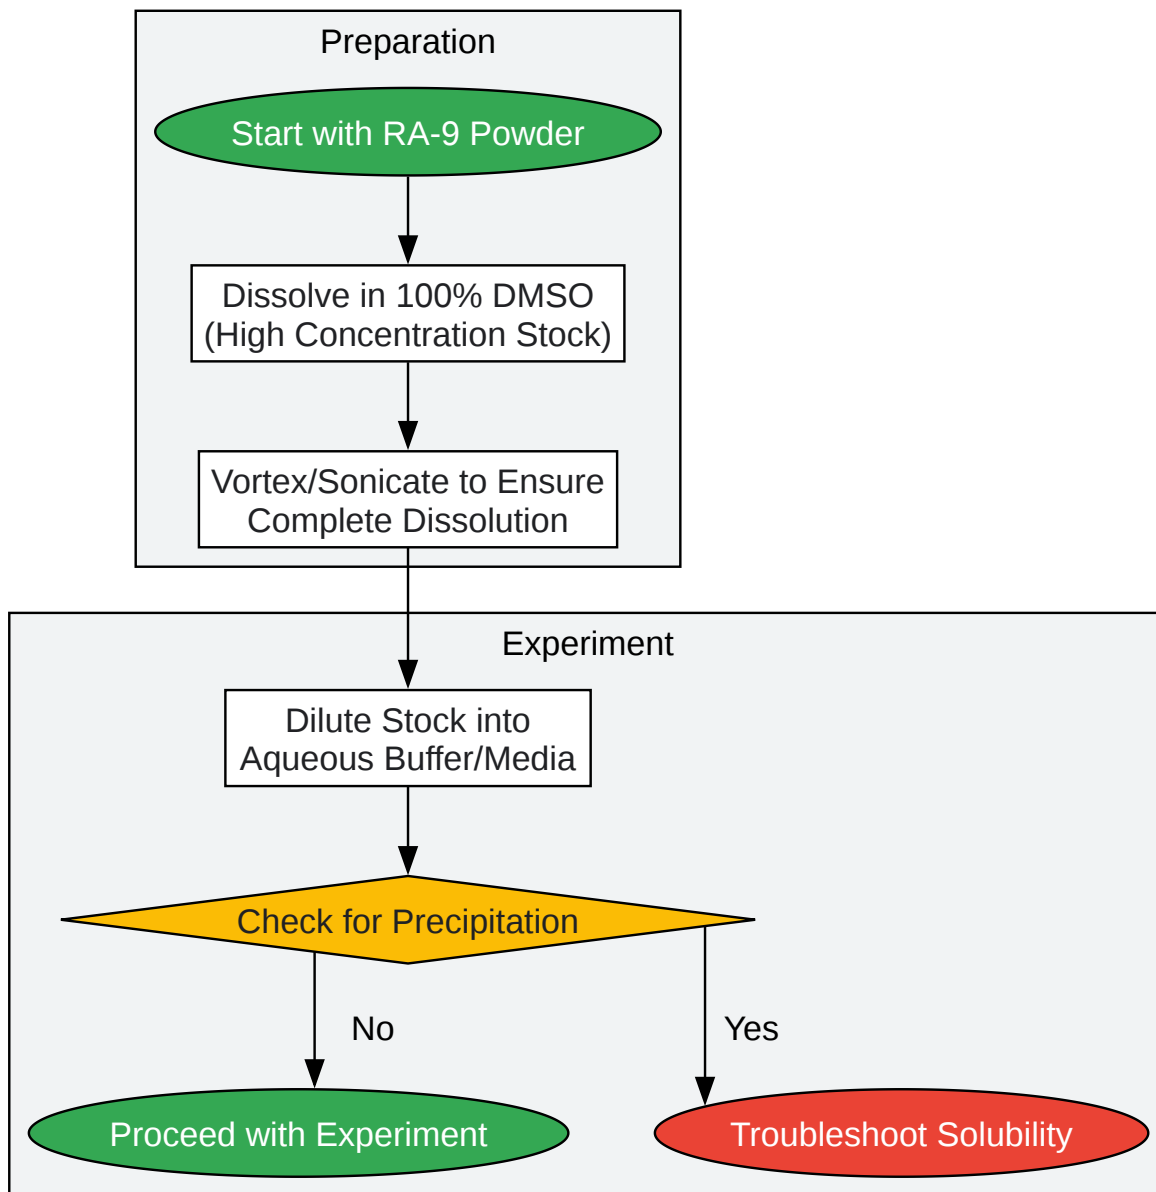 Preparation
Start with RA-9 Powder
Dissolve in 100% DMSO
(High Concentration Stock)
Vortex/Sonicate to Ensure
Complete Dissolution
Experiment
Dilute Stock into
Aqueous Buffer/Media
Check for Precipitation
No
Yes
Proceed with Experiment
Troubleshoot Solubility